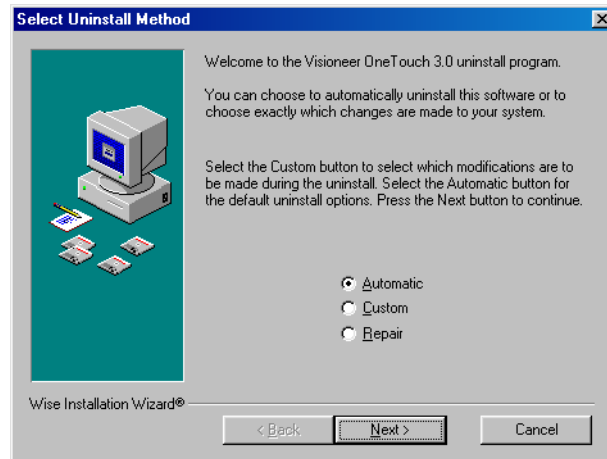 Select Uninstall Method
Welcome to the Visioneer OneTouch 3.0 uninstall program.
You can choose to automatically uninstall this software or to
choose exactly which changes are made to your system.
Select the Custom button to select which modifications are to
be made during the uninstall. Select the Automatic button for
the default uninstall options. Press the Next button to continue.
Automatic
Custom
Repair
Wise Installation Wizard®
< Back
Next >
Cancel